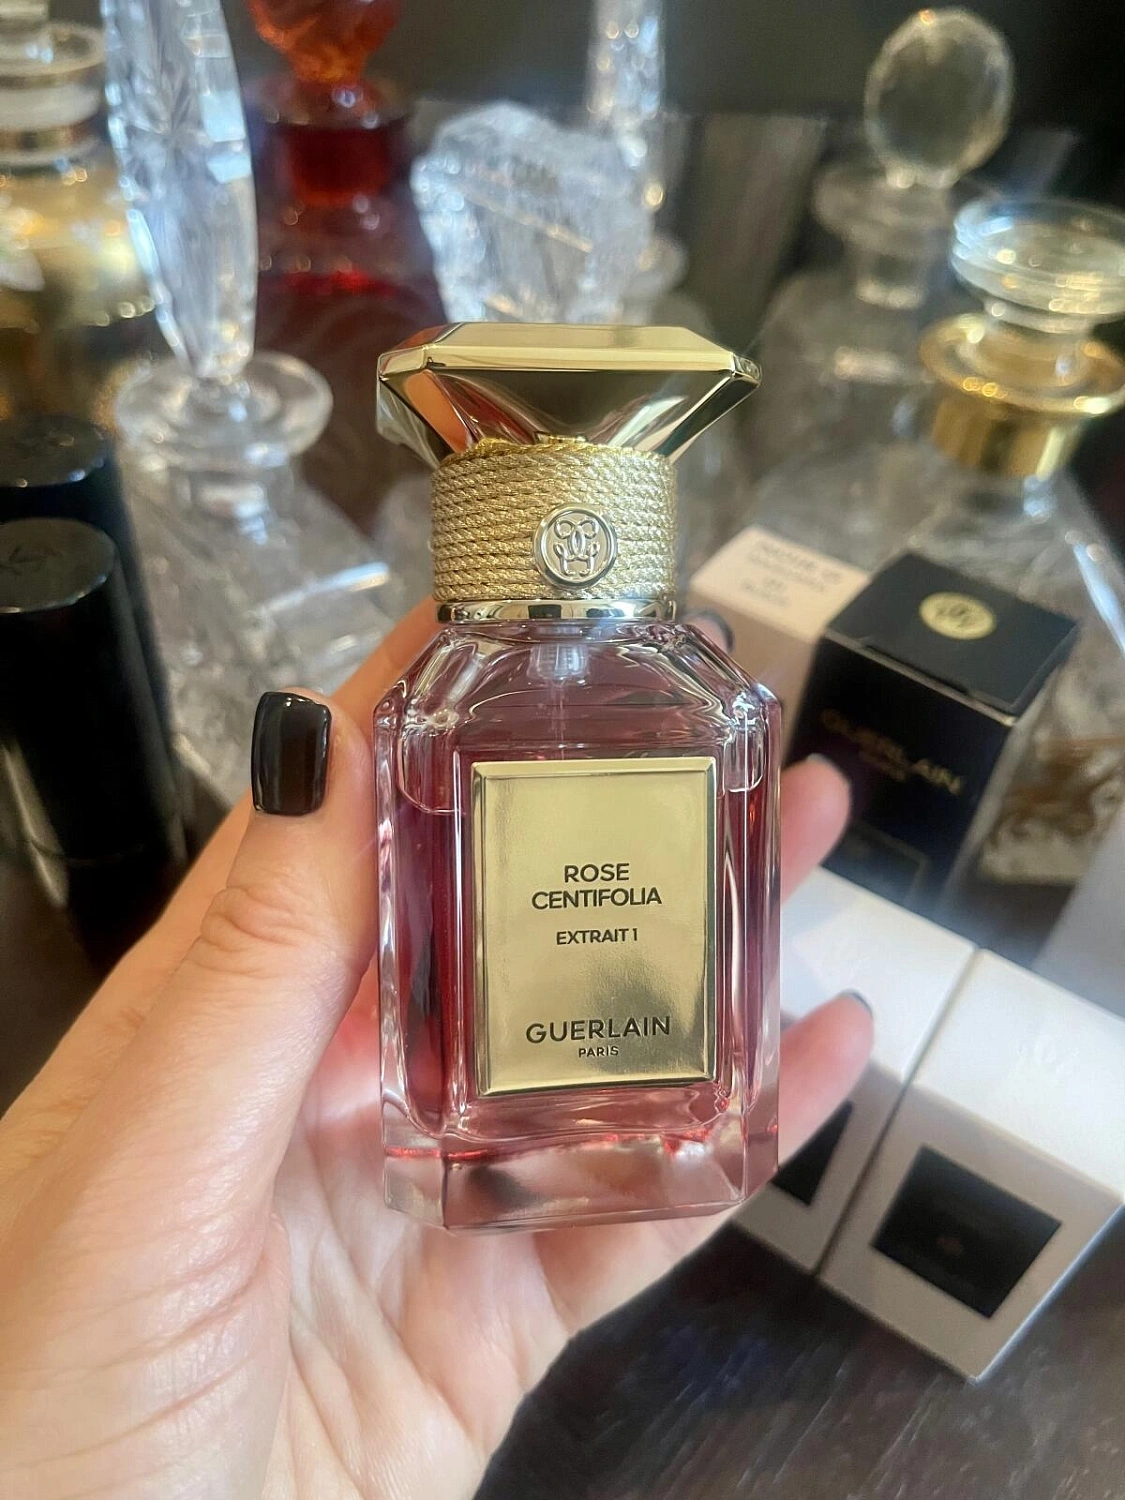 ROSE
CENTIFOLIA
EXTRAIT 1
GUERLAIN
PARIS
GUERLAIN